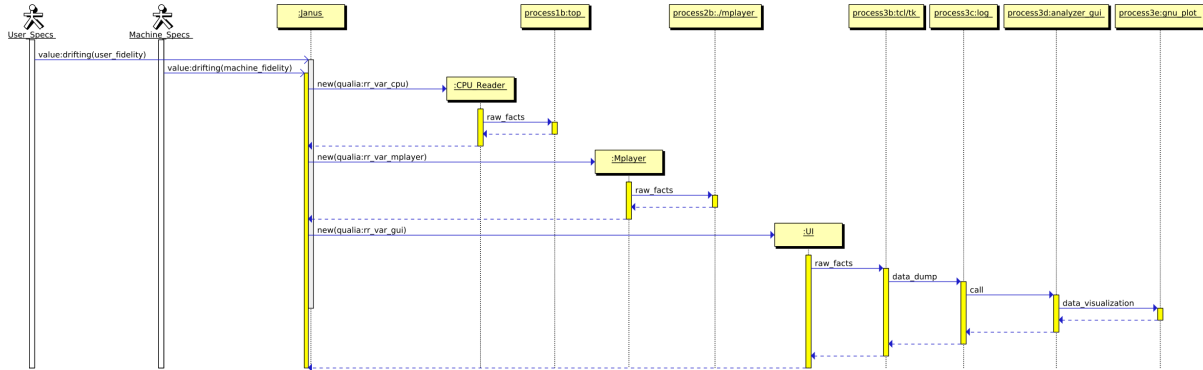 User_Specs
Machine_Specs
:Janus
process1b:top
process2b:./mplayer
process3b:tcl/tk
process3c:log
process3d:analyzer_gui
process3e:gnu_plot
value:drifting(user_fidelity)
value:drifting(machine_fidelity)
new(qualia:rr_var_cpu)
:CPU_Reader
raw_facts
new(qualia:rr_var_mplayer)
:Mplayer
raw_facts
new(qualia:rr_var_gui)
:UI
raw_facts
data_dump
call
data_visualization